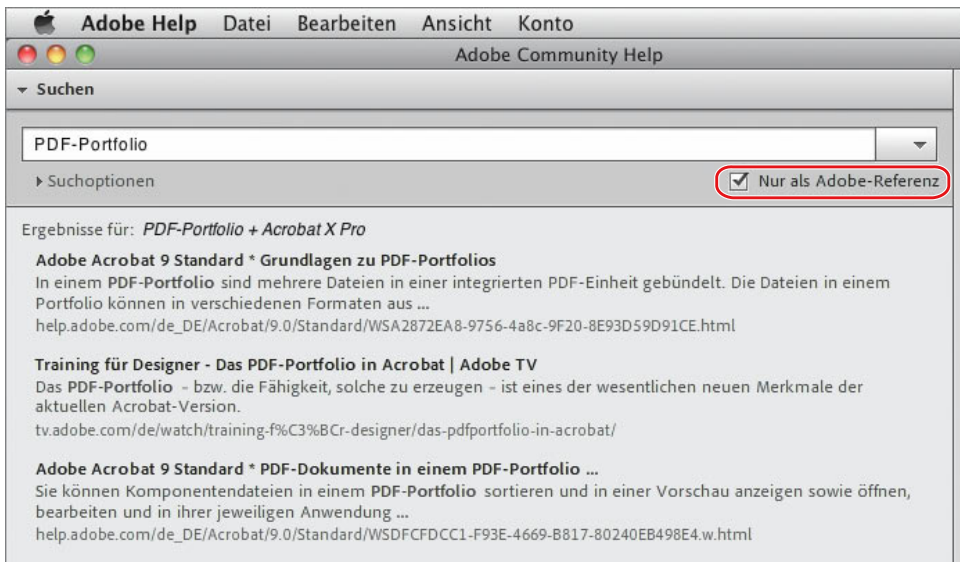 Adobe Help Datei Bearbeiten Ansicht Konto
Adobe Community Help
Suchen
PDF-Portfolio
Suchoptionen
Nur als Adobe-Referenz
Ergebnisse für: PDF-Portfolio + Acrobat X Pro
Adobe Acrobat 9 Standard * Grundlagen zu PDF-Portfolios
In einem PDF-Portfolio sind mehrere Dateien in einer integrierten PDF-Einheit gebündelt. Die Dateien in einem
Portfolio können in verschiedenen Formaten aus ...
help.adobe.com/de_DE/Acrobat/9.0/Standard/WSA2872EA8-9756-4a8c-9F20-8E93D59D91CE.html
Training für Designer - Das PDF-Portfolio in Acrobat | Adobe TV
Das PDF-Portfolio – bzw. die Fähigkeit, solche zu erzeugen – ist eines der wesentlichen neuen Merkmale der
aktuellen Acrobat-Version.
tv.adobe.com/de/watch/training-f%C3%BCr-designer/das-pdfportfolio-in-acrobat/
Adobe Acrobat 9 Standard * PDF-Dokumente in einem PDF-Portfolio ...
Sie können Komponentendateien in einem PDF-Portfolio sortieren und in einer Vorschau anzeigen sowie öffnen,
bearbeiten und in ihrer jeweiligen Anwendung ...
help.adobe.com/de_DE/Acrobat/9.0/Standard/WSDFCFDCC1-F93E-4669-B817-80240EB498E4.w.html